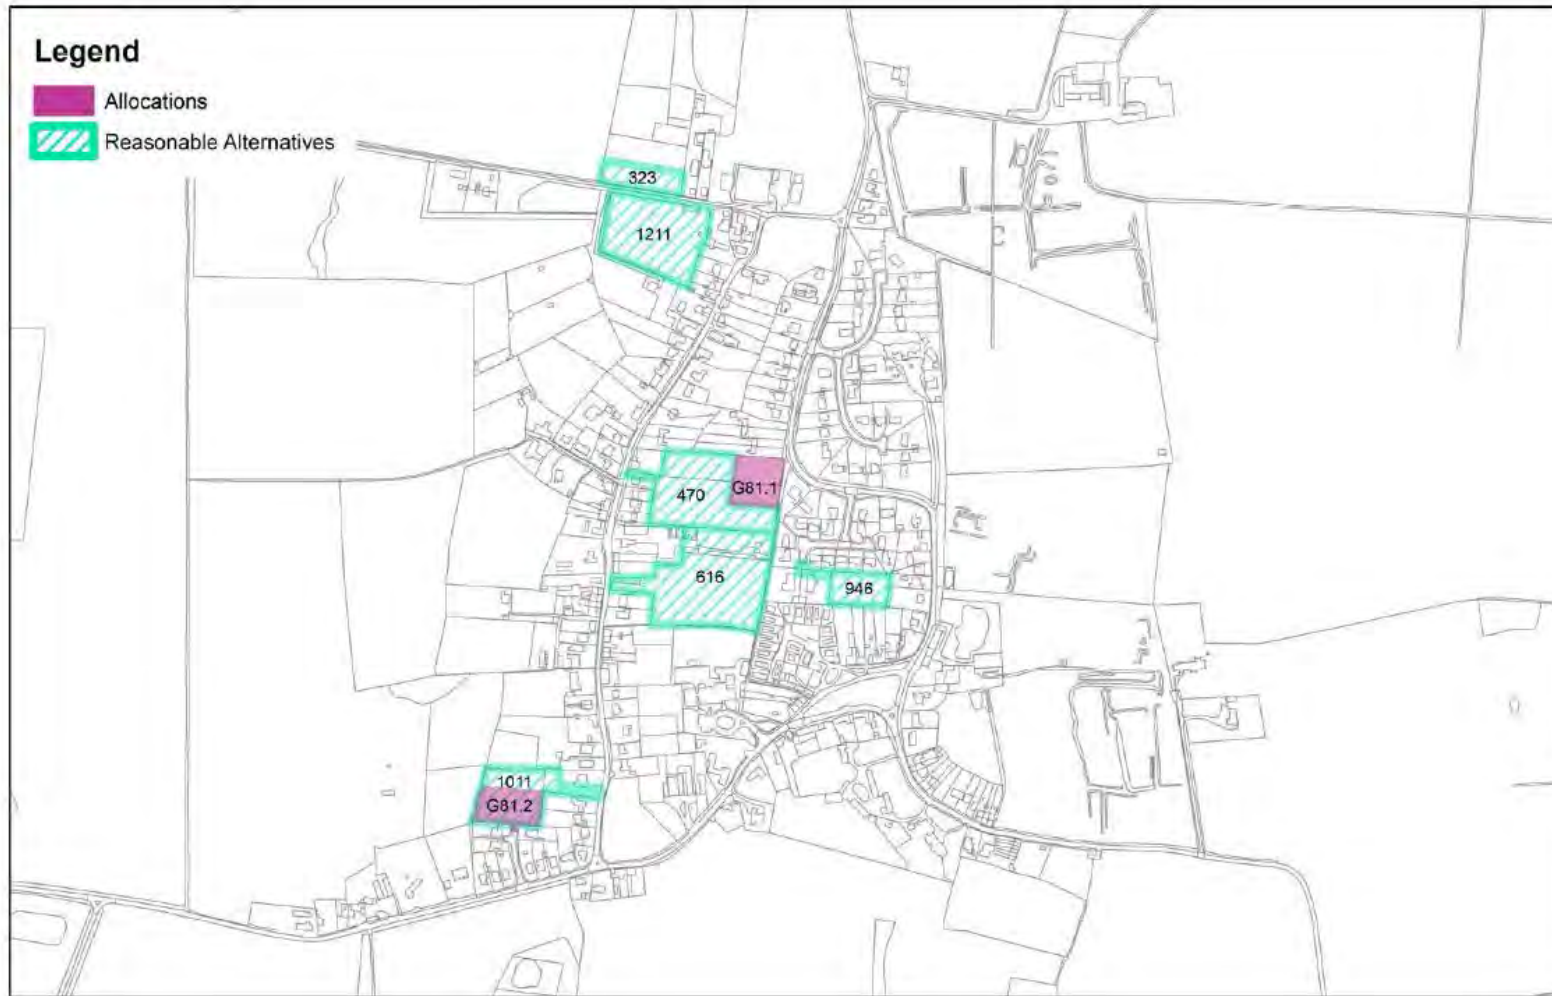 Legend
Allocations
Reasonable Alternatives
323
1211
470
G81.1
616
946
1011
G81.2